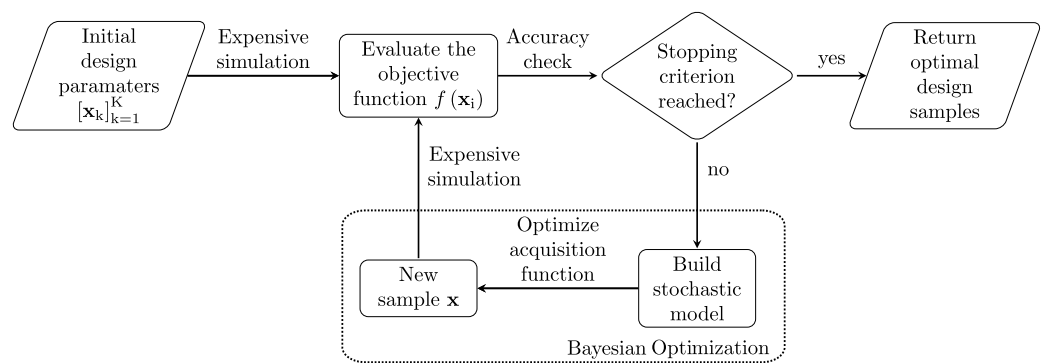 Initial
design
paramaters
[x_k]_{k=1}^K
Expensive
simulation
Evaluate the
objective
function f (x_i)
Accuracy
check
Stopping
criterion
reached?
yes
Return
optimal
design
samples
no
Expensive
simulation
Optimize
acquisition
function
New
sample x
Build
stochastic
model
Bayesian Optimization